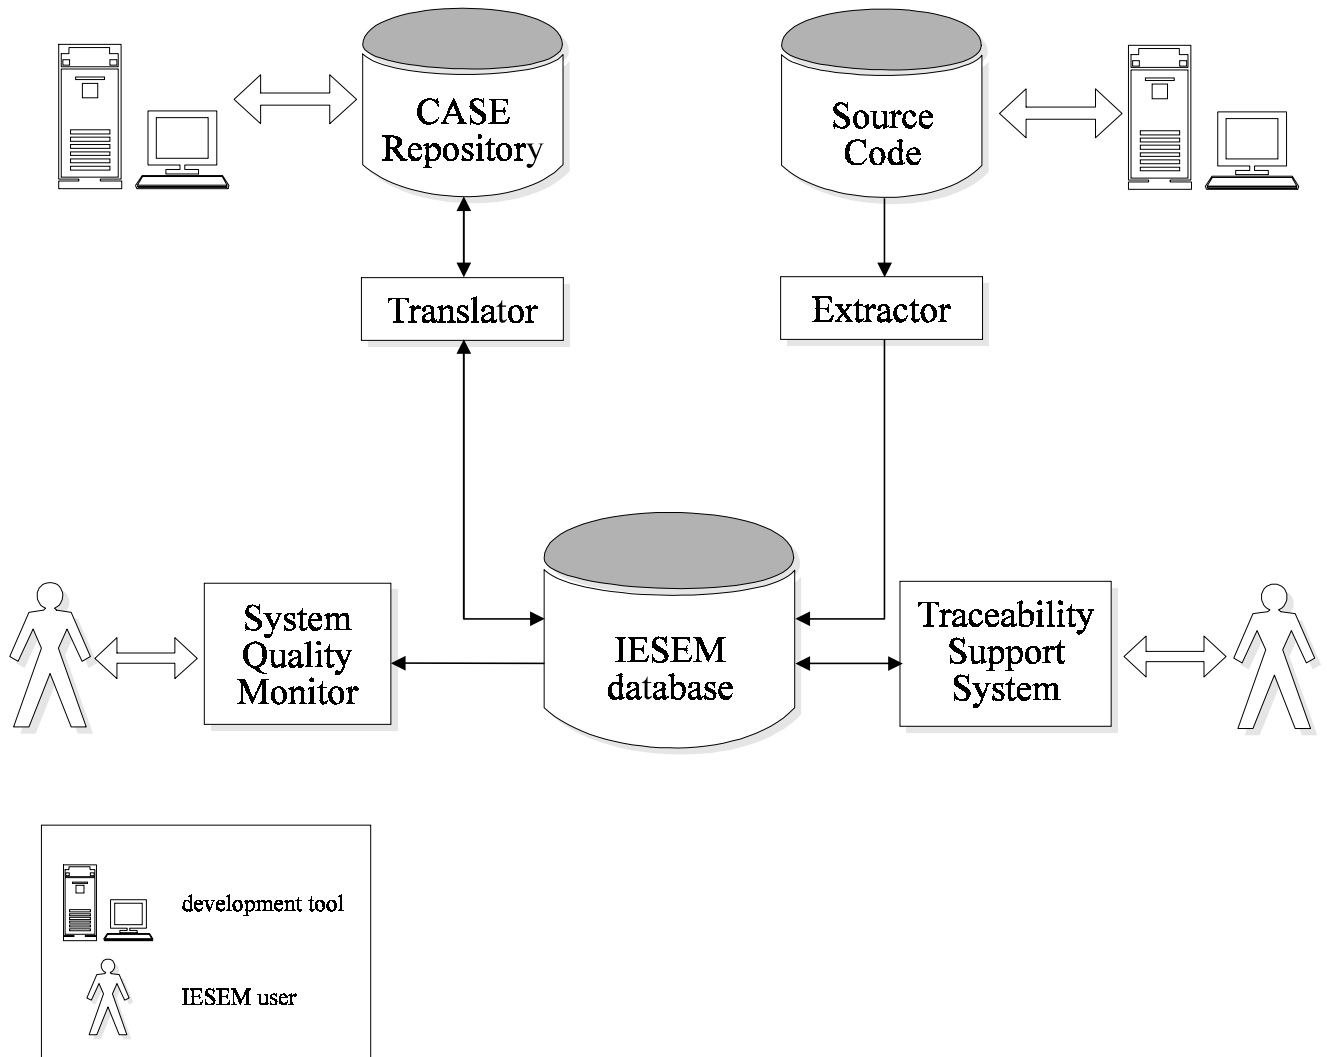 CASE
Repository
Source
Code
Translator
Extractor
System
Quality
Monitor
IESEM
database
Traceability
Support
System
development tool
IESEM user